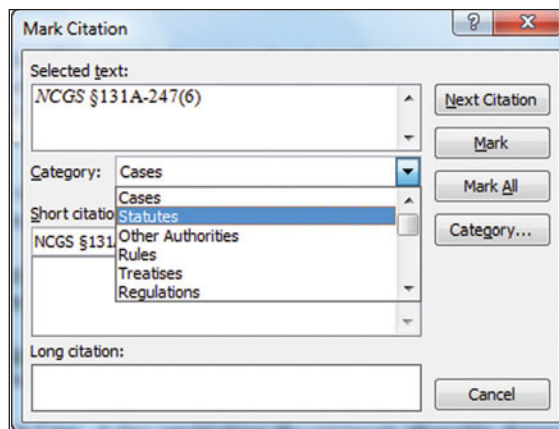 Mark Citation
Selected text:
NCGS §131A-247(6)
Next Citation
Mark
Category: Cases
Mark All
Cases
Short citatio
Statutes
Category...
NCGS §131
Other Authorities
Rules
Treatises
Regulations
Long citation:
Cancel